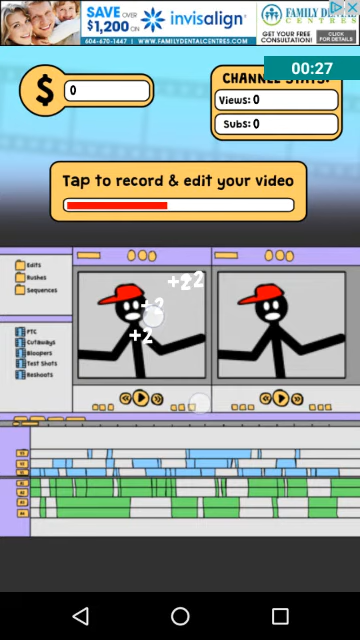 SAVE OVER $1,200 ON
invisalign
FAMILY DENTAL CENTRES
604-670-1447 | WWW.FAMILYDENTALCENTRES.COM
GET YOUR FREE CONSULTATION!
CLICK FOR DETAILS
00:27
CHANNEL STATS:
$ 0
Views: 0
Subs: 0
Tap to record & edit your video
Edits
Rushes
Sequences
PTC
Cutaways
Bloopers
Test Shots
Reshoots
+2 2
+2
+2